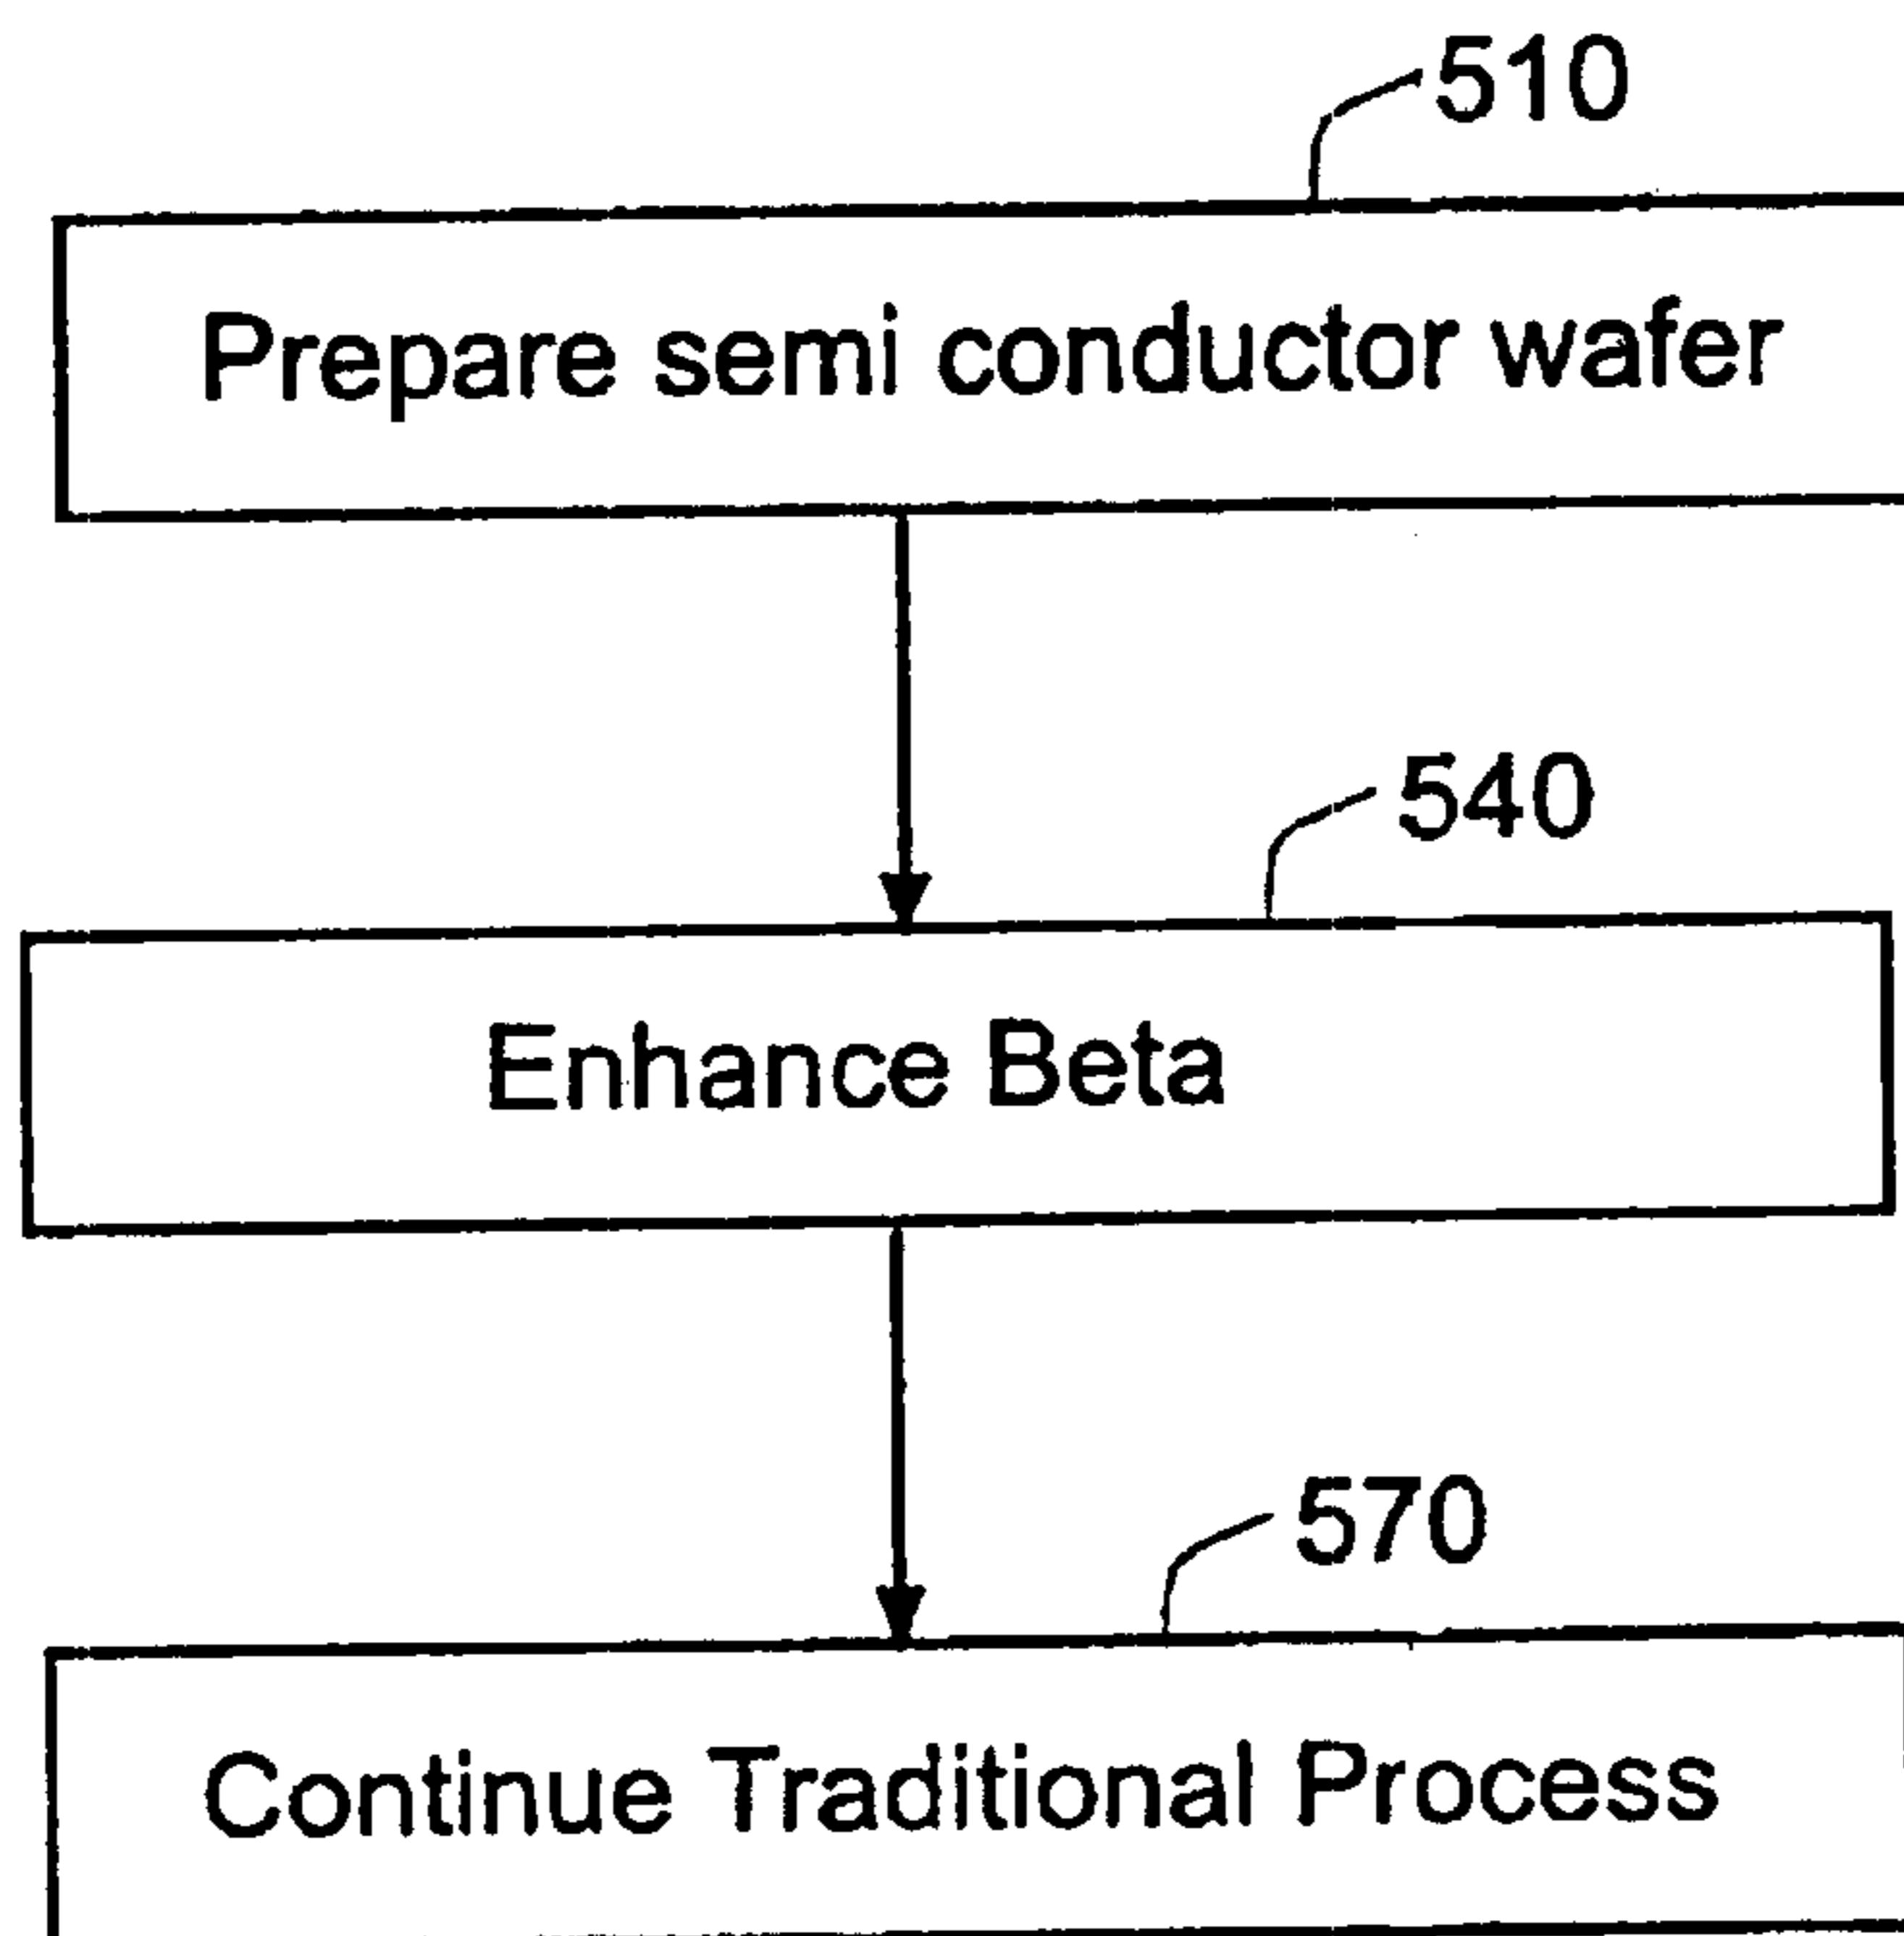 510
Prepare semi conductor wafer
540
Enhance Beta
570
Continue Traditional Process